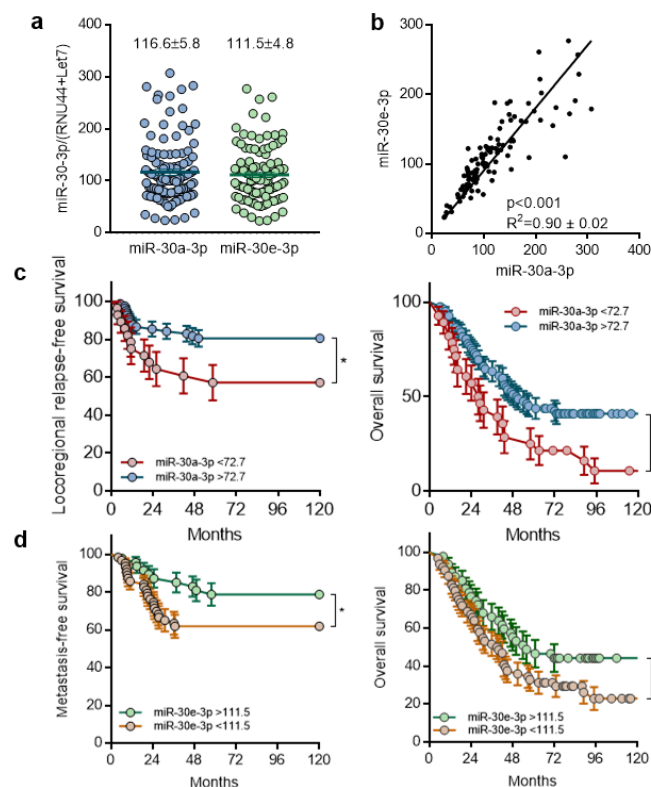 a
116.6±5.8 111.5±4.8
miR-30-3p/(RNU44+Let7)
400
300
200
100
0
miR-30a-3p miR-30e-3p
b
miR-30e-3p
300
200
100
0
p<0.001
R²=0.90 ± 0.02
0 100 200 300 400
miR-30a-3p
c
Locoregional relapse-free survival
100
80
60
40
20
0
*
miR-30a-3p <72.7
miR-30a-3p >72.7
0 24 48 72 96 120
Months
Overall survival
100
80
60
40
20
0
miR-30a-3p <72.7
miR-30a-3p >72.7
0 24 48 72 96 120
Months
d
Metastasis-free survival
100
80
60
40
20
0
*
miR-30e-3p >111.5
miR-30e-3p <111.5
0 24 48 72 96 120
Months
Overall survival
100
80
60
40
20
0
miR-30e-3p >111.5
miR-30e-3p <111.5
0 24 48 72 96 120
Months